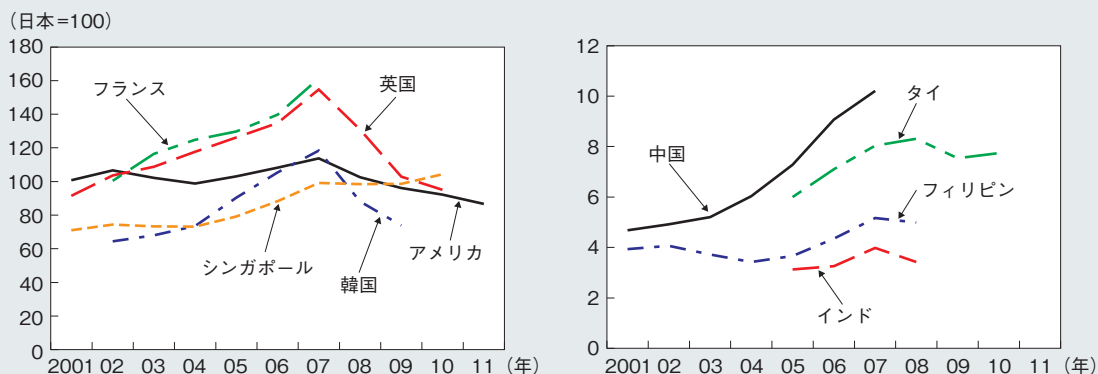 (日本=100)
180
160
140
120
100
80
60
40
20
0
フランス
英国
シンガポール
韓国
アメリカ
2001 02 03 04 05 06 07 08 09 10 11 (年)
12
10
8
6
4
2
0
中国
タイ
フィリピン
インド
2001 02 03 04 05 06 07 08 09 10 11 (年)